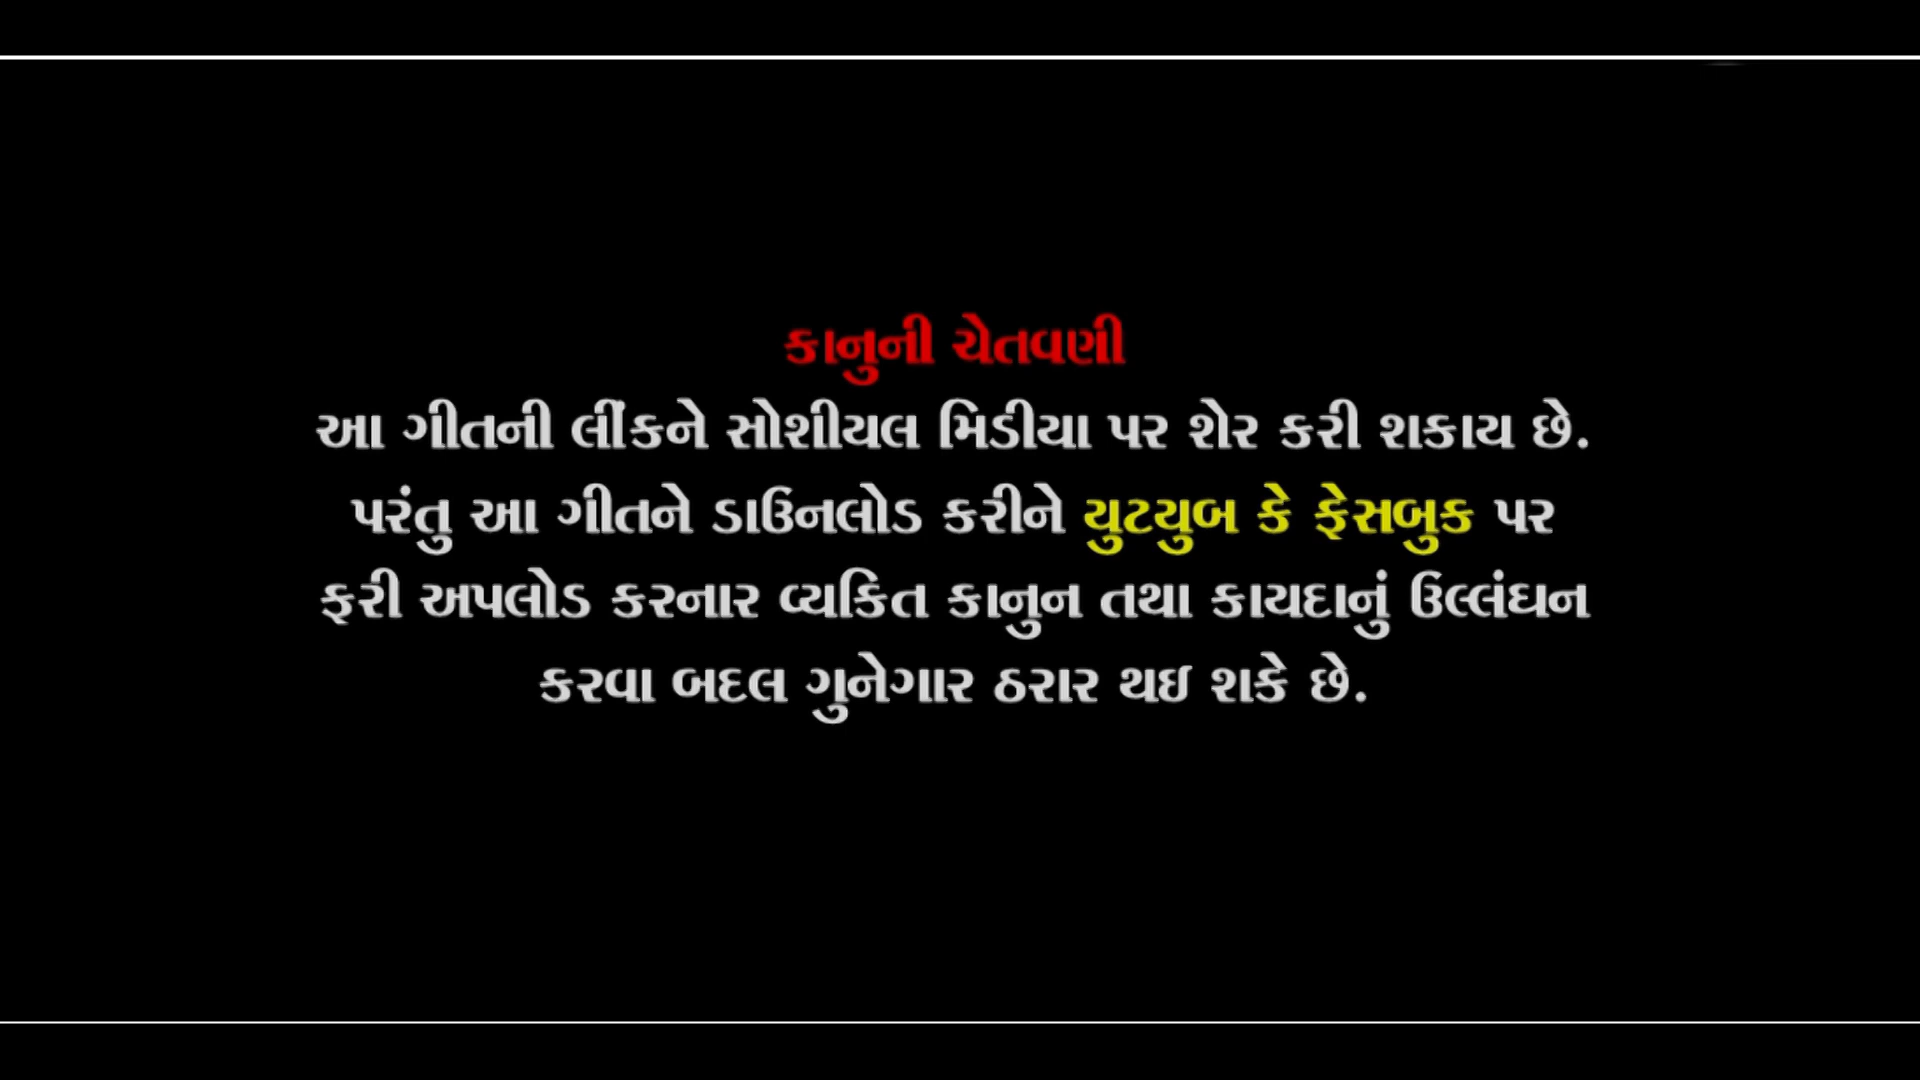 કાનુની ચેતવણી
આ ગીતની લીંકને સોશીયલ મિડીયા પર શેર કરી શકાય છે.
પરંતુ આ ગીતને ડાઉનલોડ કરીને યુટયુબ કે ફેસબુક પર
ફરી અપલોડ કરનાર વ્યકિત કાનુન તથા કાયદાનું ઉલ્લંઘન
કરવા બદલ ગુનેગાર ઠરાર થઇ શકે છે.